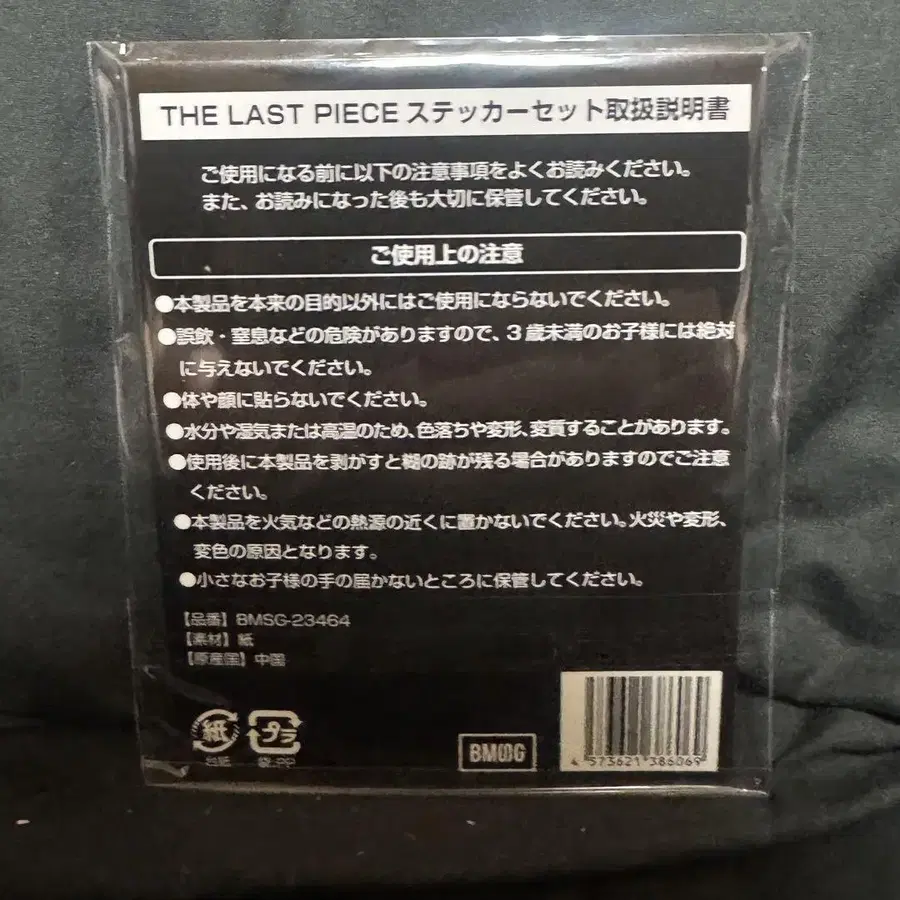 THE LAST PIECE ステッカーセット取扱説明書
ご使用になる前に以下の注意事項をよくお読みください。
また、お読みになった後も大切に保管してください。
ご使用上の注意
●本製品を本来の目的以外にはご使用にならないでください。
●誤飲・窒息などの危険がありますので、3歳未満のお子様には絶対
に与えないでください。
●体や顔に貼らないでください。
●水分や湿気または高温のため、色落ちや変形、変質することがあります。
●使用後に本製品を剥がすと糊の跡が残る場合がありますのでご注意
ください。
●本製品を火気などの熱源の近くに置かないでください。火災や変形、
変色の原因となります。
●小さなお子様の手の届かないところに保管してください。
【品番】BMSG-23464
【素材】紙
【原産国】中国
紙 プラ
台紙 袋:PP
BMSG
4 573621 386069